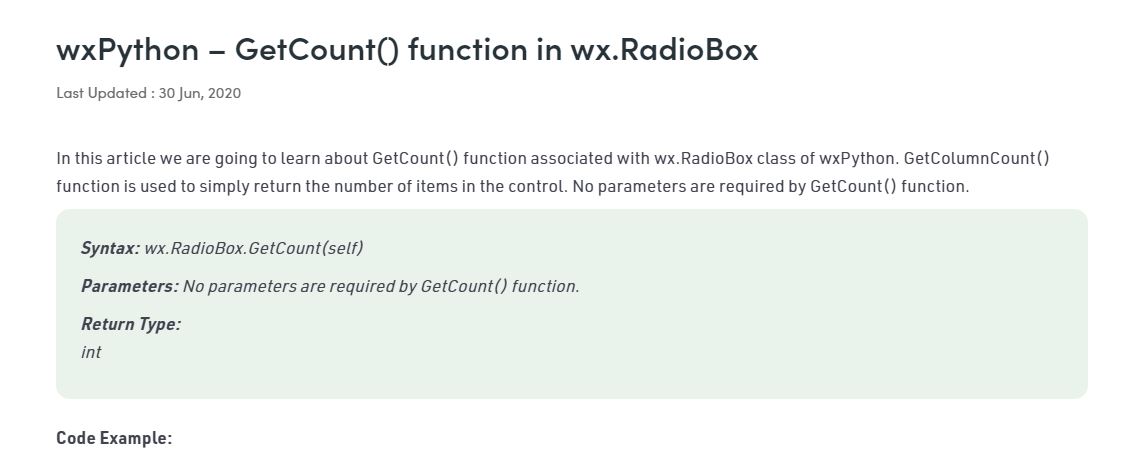 wxPython – GetCount() function in wx.RadioBox
Last Updated : 30 Jun, 2020
In this article we are going to learn about GetCount() function associated with wx.RadioBox class of wxPython. GetColumnCount()
function is used to simply return the number of items in the control. No parameters are required by GetCount() function.
Syntax: wx.RadioBox.GetCount(self)
Parameters: No parameters are required by GetCount() function.
Return Type:
int
Code Example: